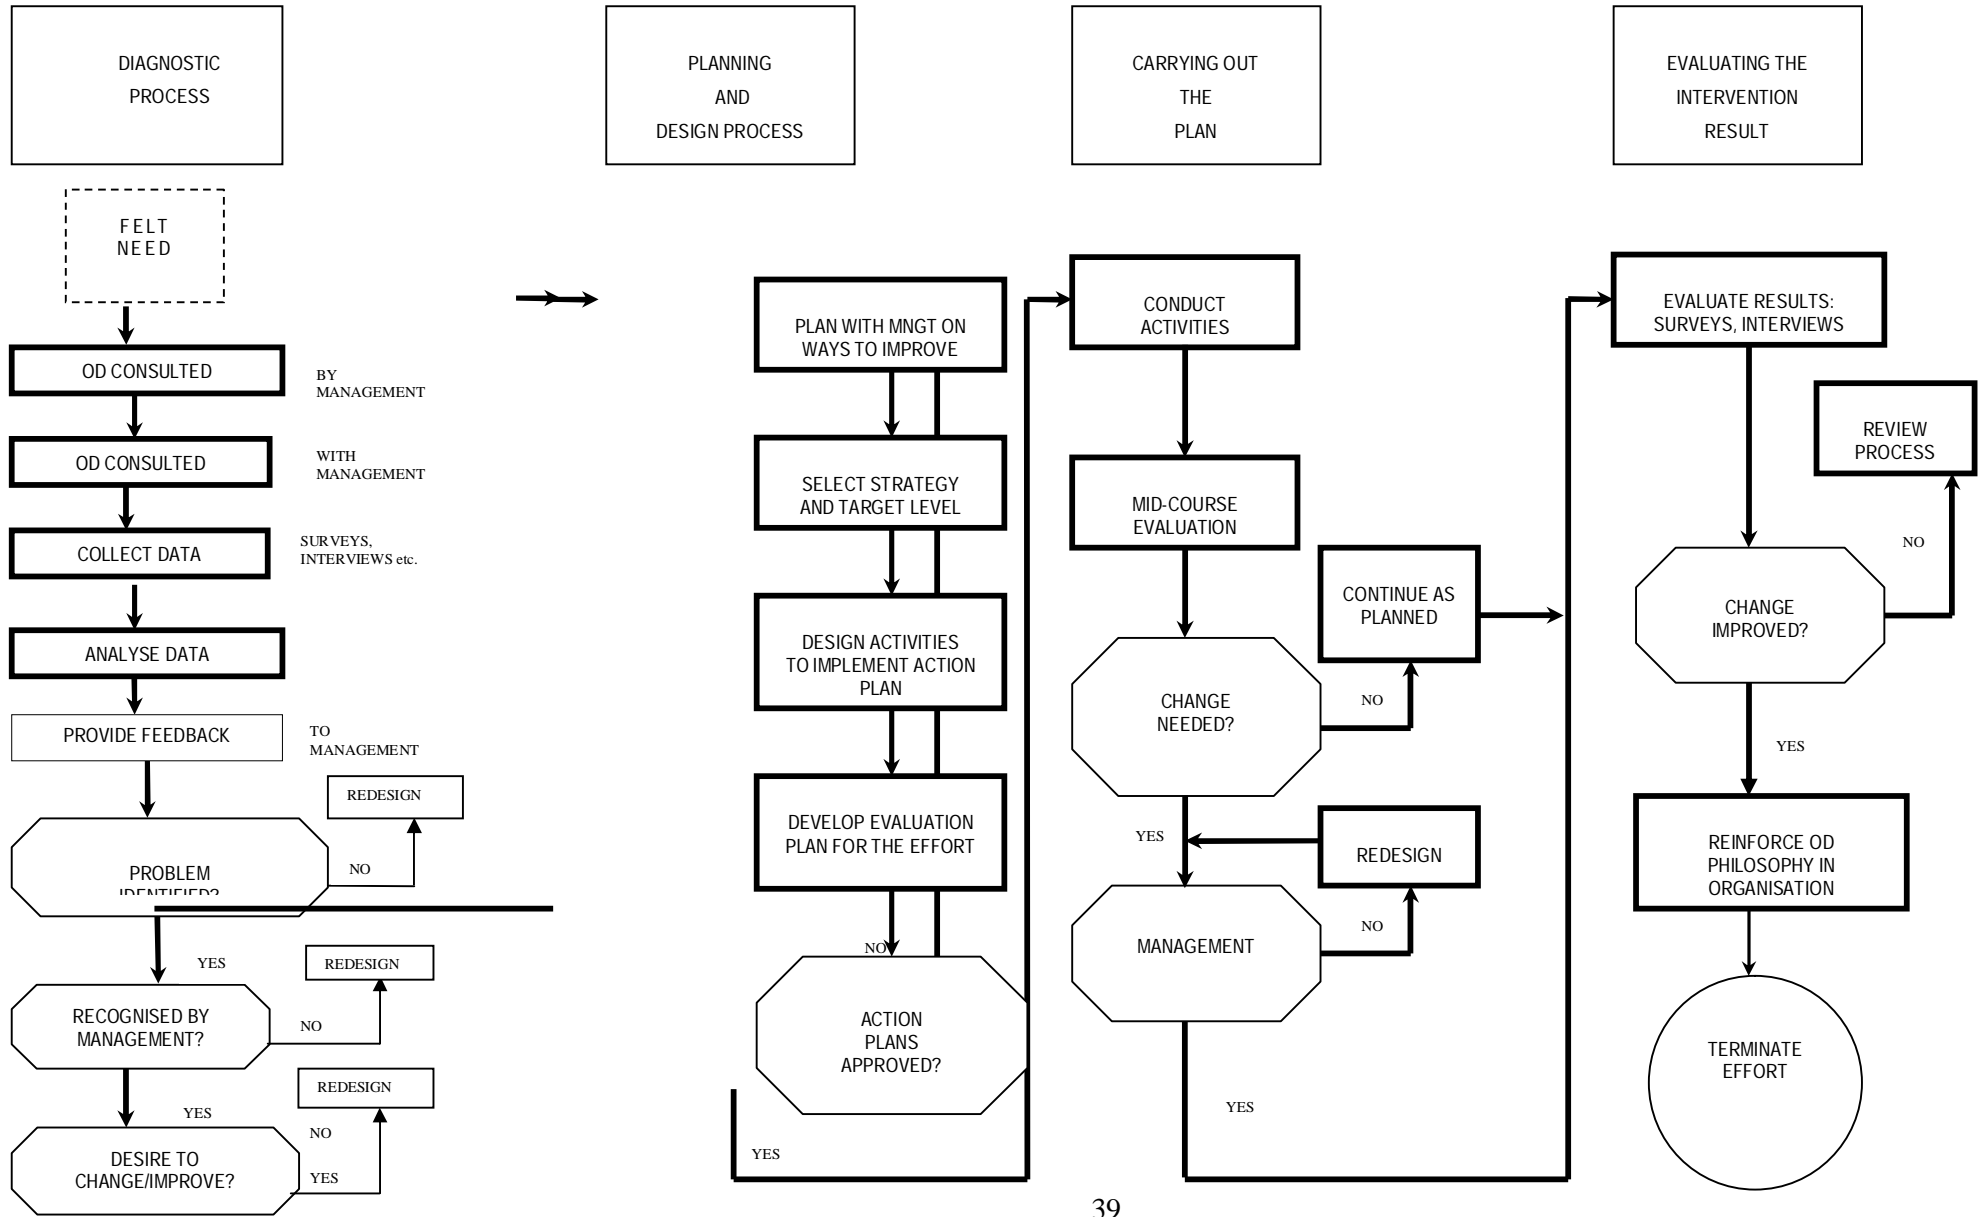 DIAGNOSTIC
PROCESS
PLANNING
AND
DESIGN PROCESS
CARRYING OUT
THE
PLAN
EVALUATING THE
INTERVENTION
RESULT
FELT
NEED
OD CONSULTED
BY
MANAGEMENT
OD CONSULTED
WITH
MANAGEMENT
COLLECT DATA
SURVEYS,
INTERVIEWS etc.
ANALYSE DATA
PROVIDE FEEDBACK
TO
MANAGEMENT
REDESIGN
PROBLEM
IDENTIFIED?
NO
YES
REDESIGN
RECOGNISED BY
MANAGEMENT?
NO
REDESIGN
YES
NO
DESIRE TO
CHANGE/IMPROVE?
YES
PLAN WITH MNGT ON
WAYS TO IMPROVE
SELECT STRATEGY
AND TARGET LEVEL
DESIGN ACTIVITIES
TO IMPLEMENT ACTION
PLAN
DEVELOP EVALUATION
PLAN FOR THE EFFORT
NO
ACTION
PLANS
APPROVED?
YES
CONDUCT
ACTIVITIES
MID-COURSE
EVALUATION
CONTINUE AS
PLANNED
CHANGE
NEEDED?
NO
YES
REDESIGN
MANAGEMENT
NO
YES
EVALUATE RESULTS:
SURVEYS, INTERVIEWS
REVIEW
PROCESS
NO
CHANGE
IMPROVED?
YES
REINFORCE OD
PHILOSOPHY IN
ORGANISATION
TERMINATE
EFFORT
39